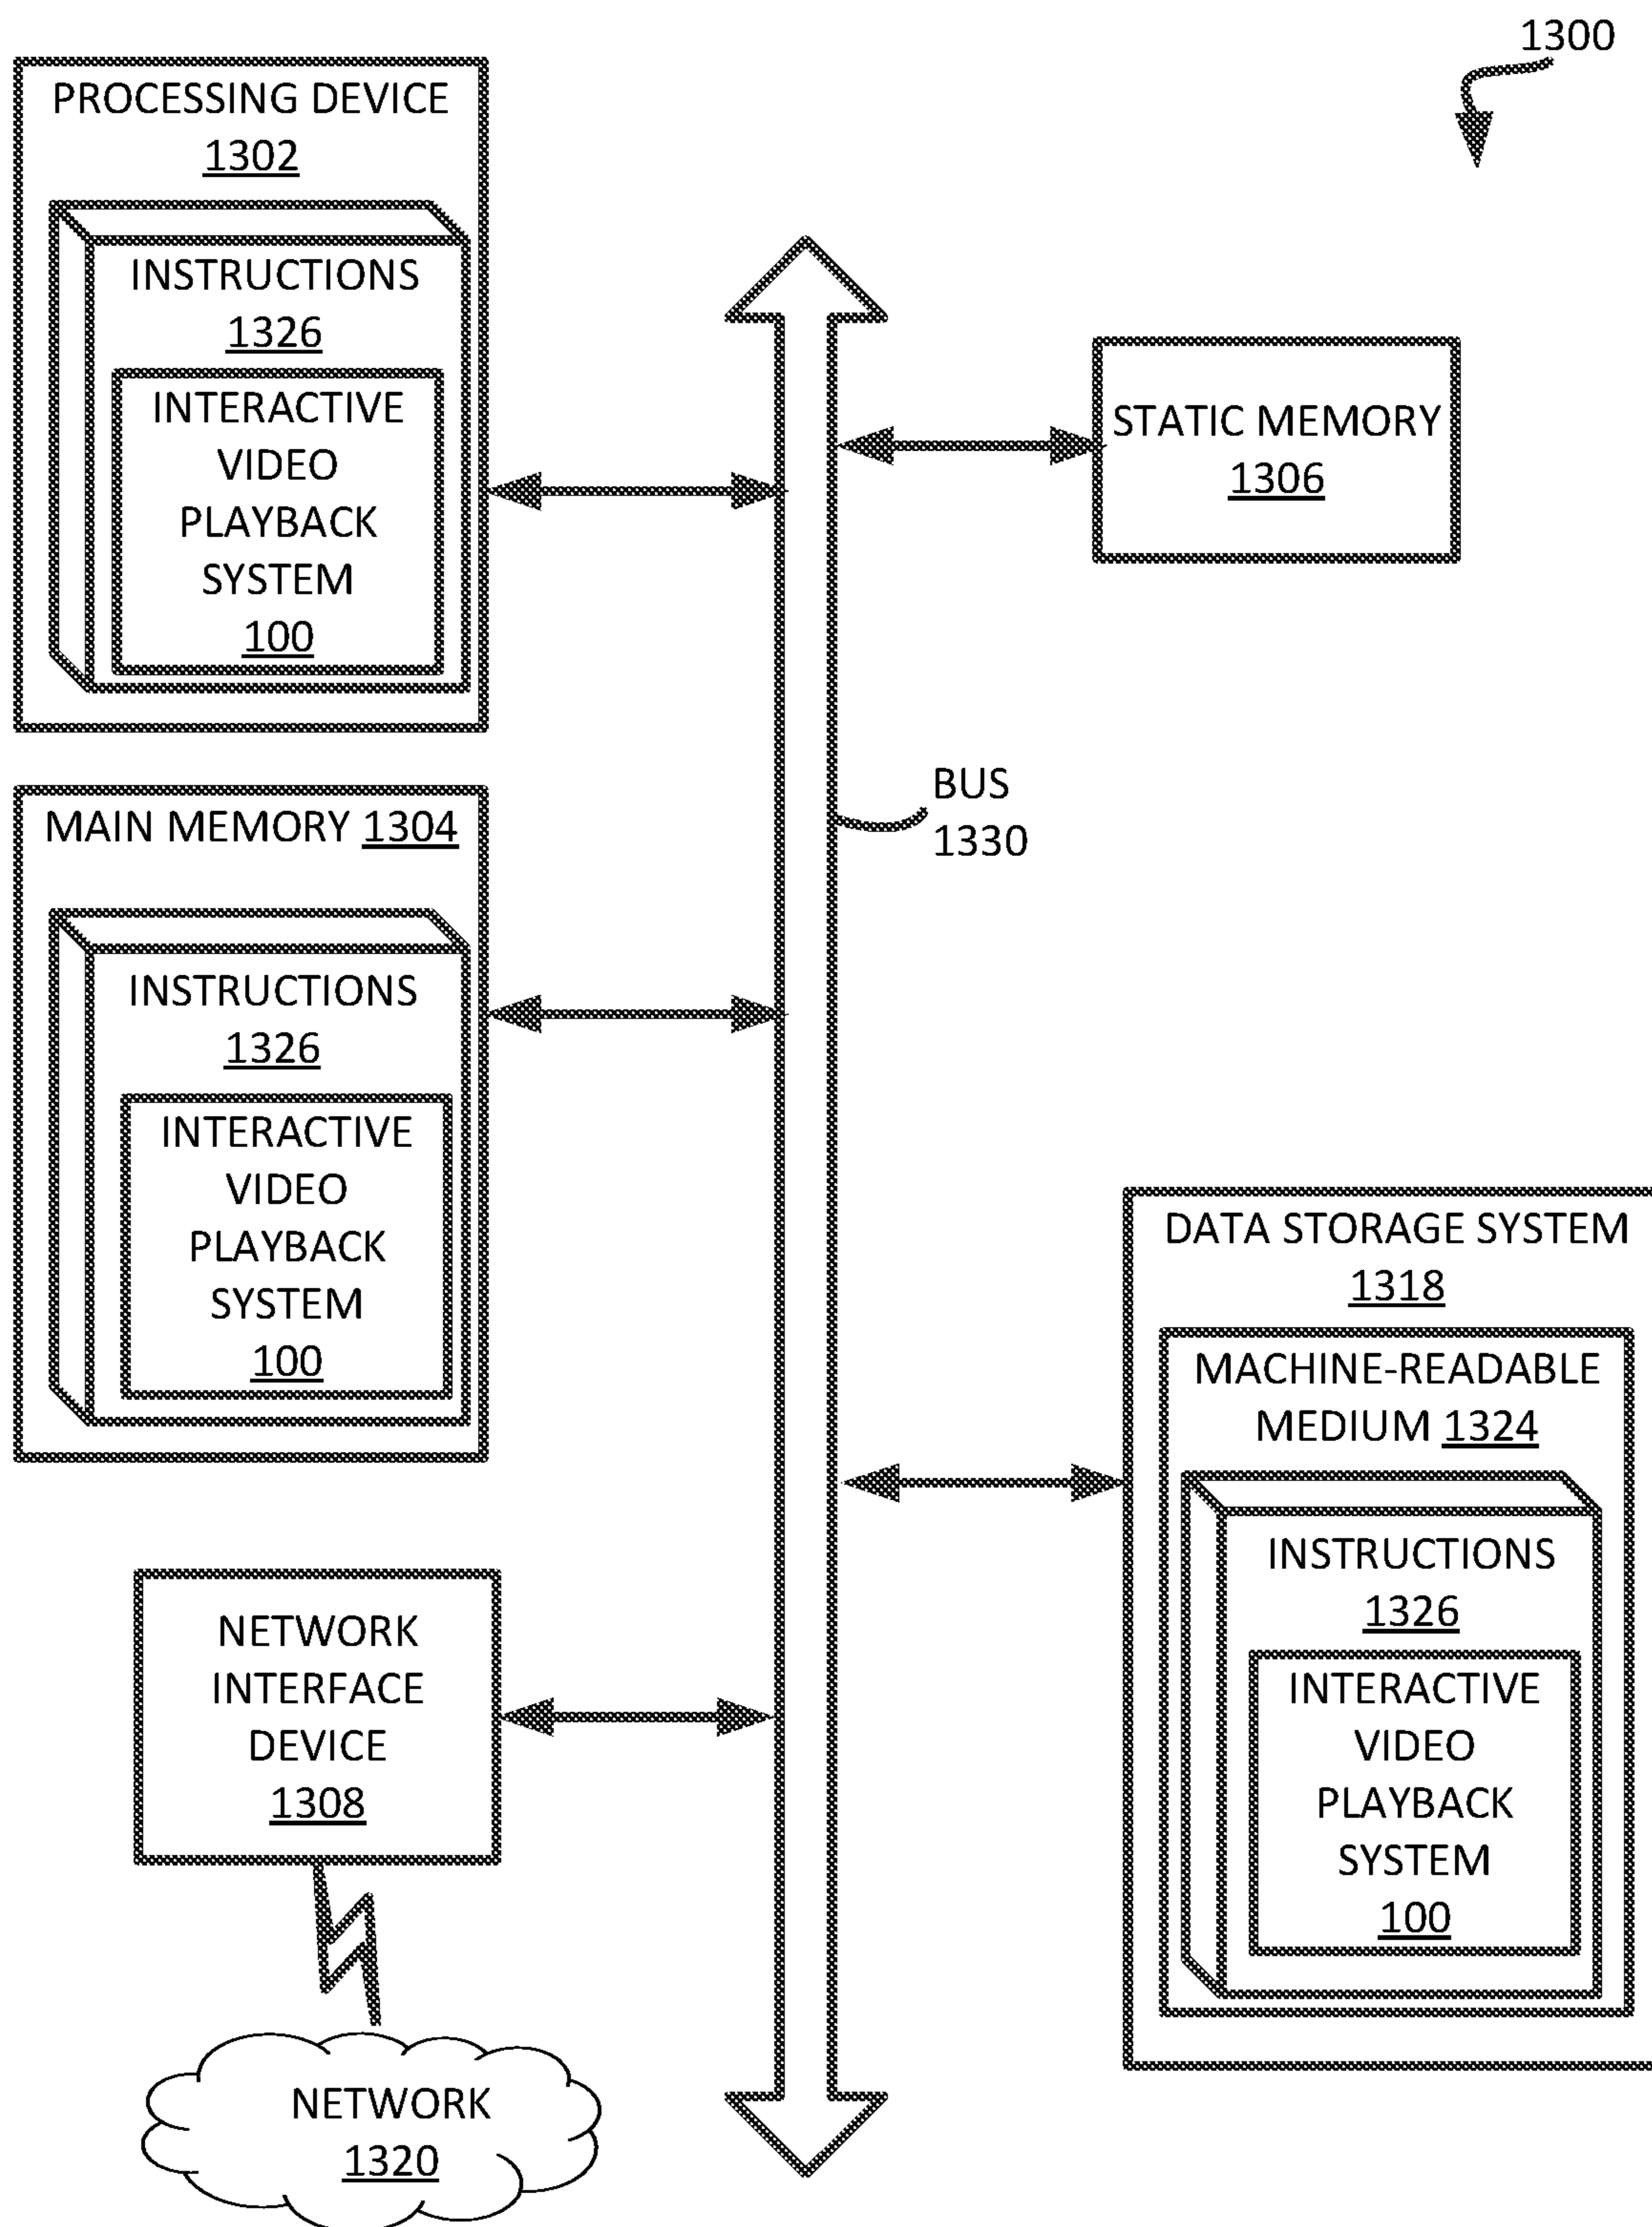 1300
PROCESSING DEVICE
1302
INSTRUCTIONS
1326
INTERACTIVE
VIDEO
PLAYBACK
SYSTEM
100
STATIC MEMORY
1306
BUS
1330
MAIN MEMORY 1304
INSTRUCTIONS
1326
INTERACTIVE
VIDEO
PLAYBACK
SYSTEM
100
DATA STORAGE SYSTEM
1318
MACHINE-READABLE
MEDIUM 1324
INSTRUCTIONS
1326
INTERACTIVE
VIDEO
PLAYBACK
SYSTEM
100
NETWORK
INTERFACE
DEVICE
1308
NETWORK
1320